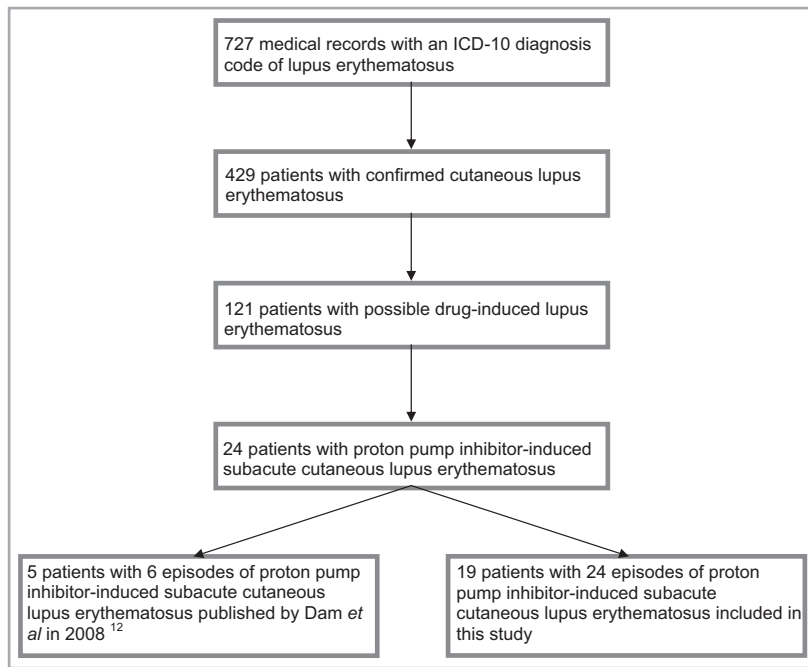 727 medical records with an ICD-10 diagnosis
code of lupus erythematosus
429 patients with confirmed cutaneous lupus
erythematosus
121 patients with possible drug-induced lupus
erythematosus
24 patients with proton pump inhibitor-induced
subacute cutaneous lupus erythematosus
5 patients with 6 episodes of proton pump
inhibitor-induced subacute cutaneous
lupus erythematosus published by Dam et
al in 2008 12
19 patients with 24 episodes of proton
pump inhibitor-induced subacute
cutaneous lupus erythematosus included in
this study